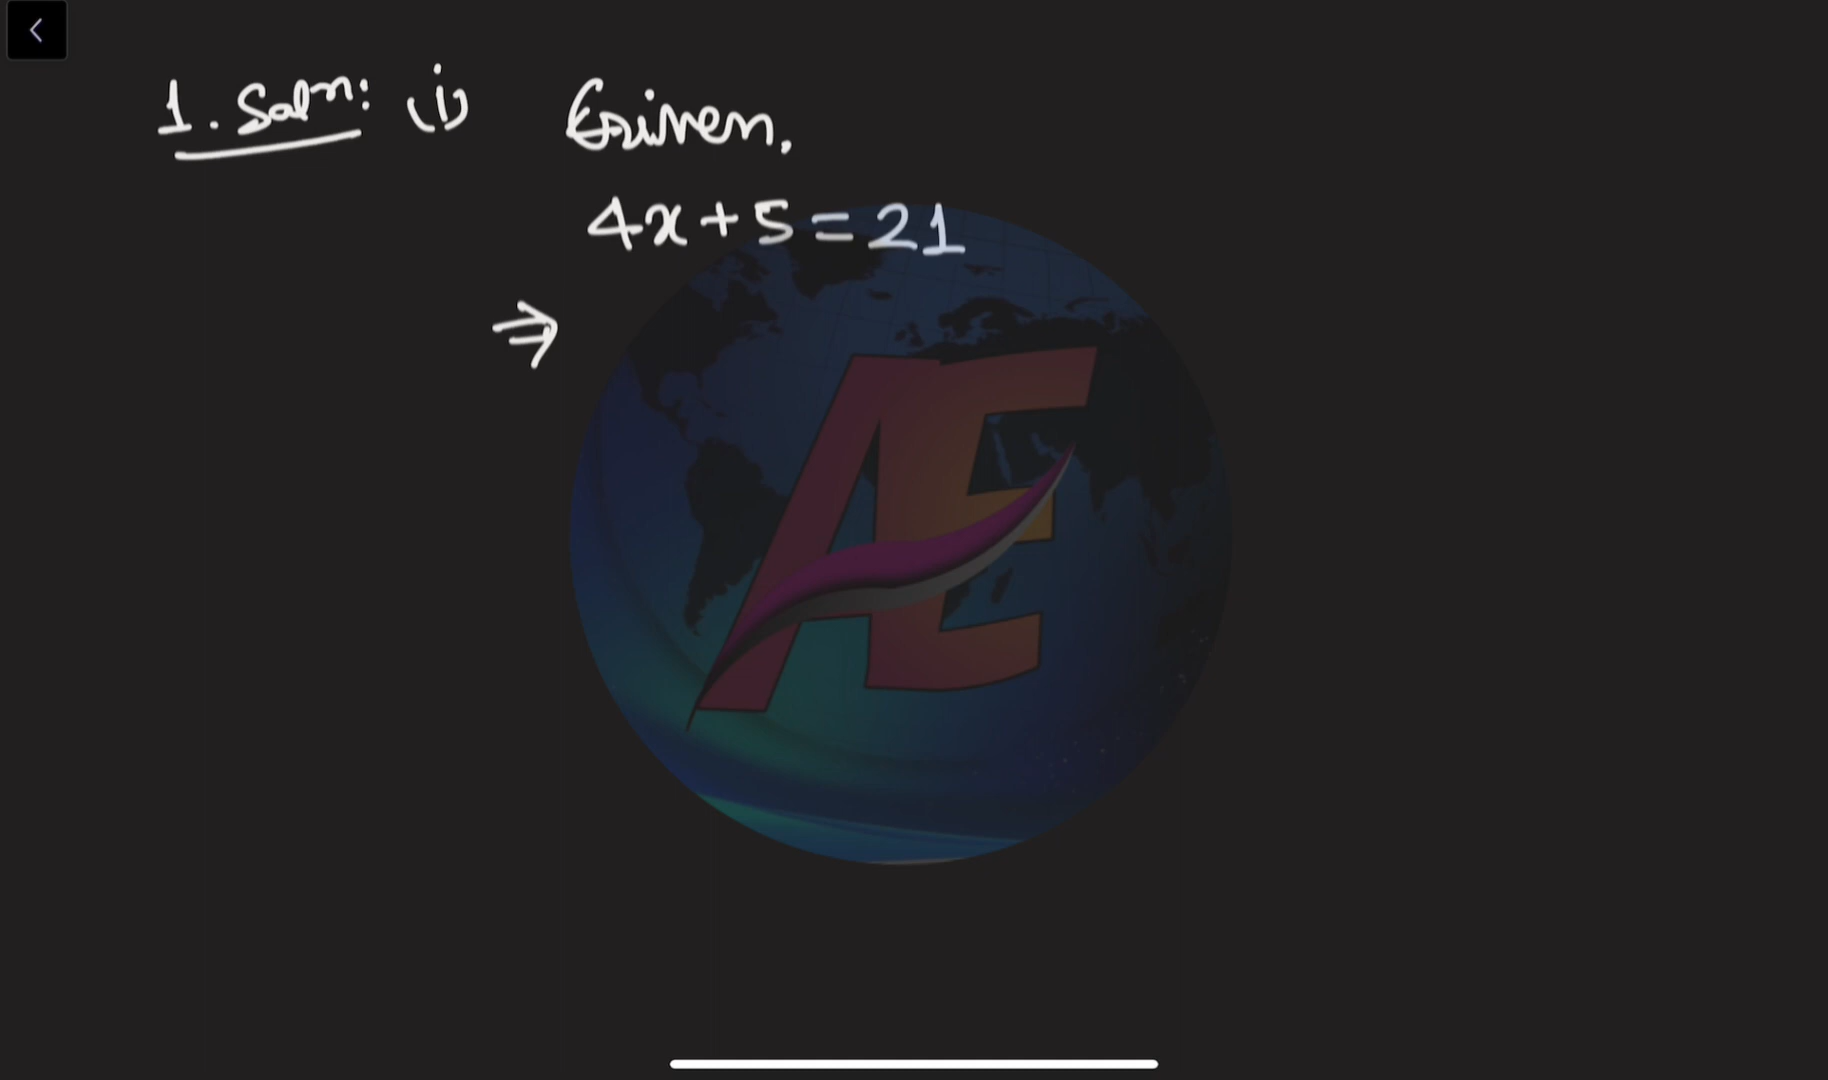 1. Solⁿ: (i) Given,
4x + 5 = 21
⇒
Æ